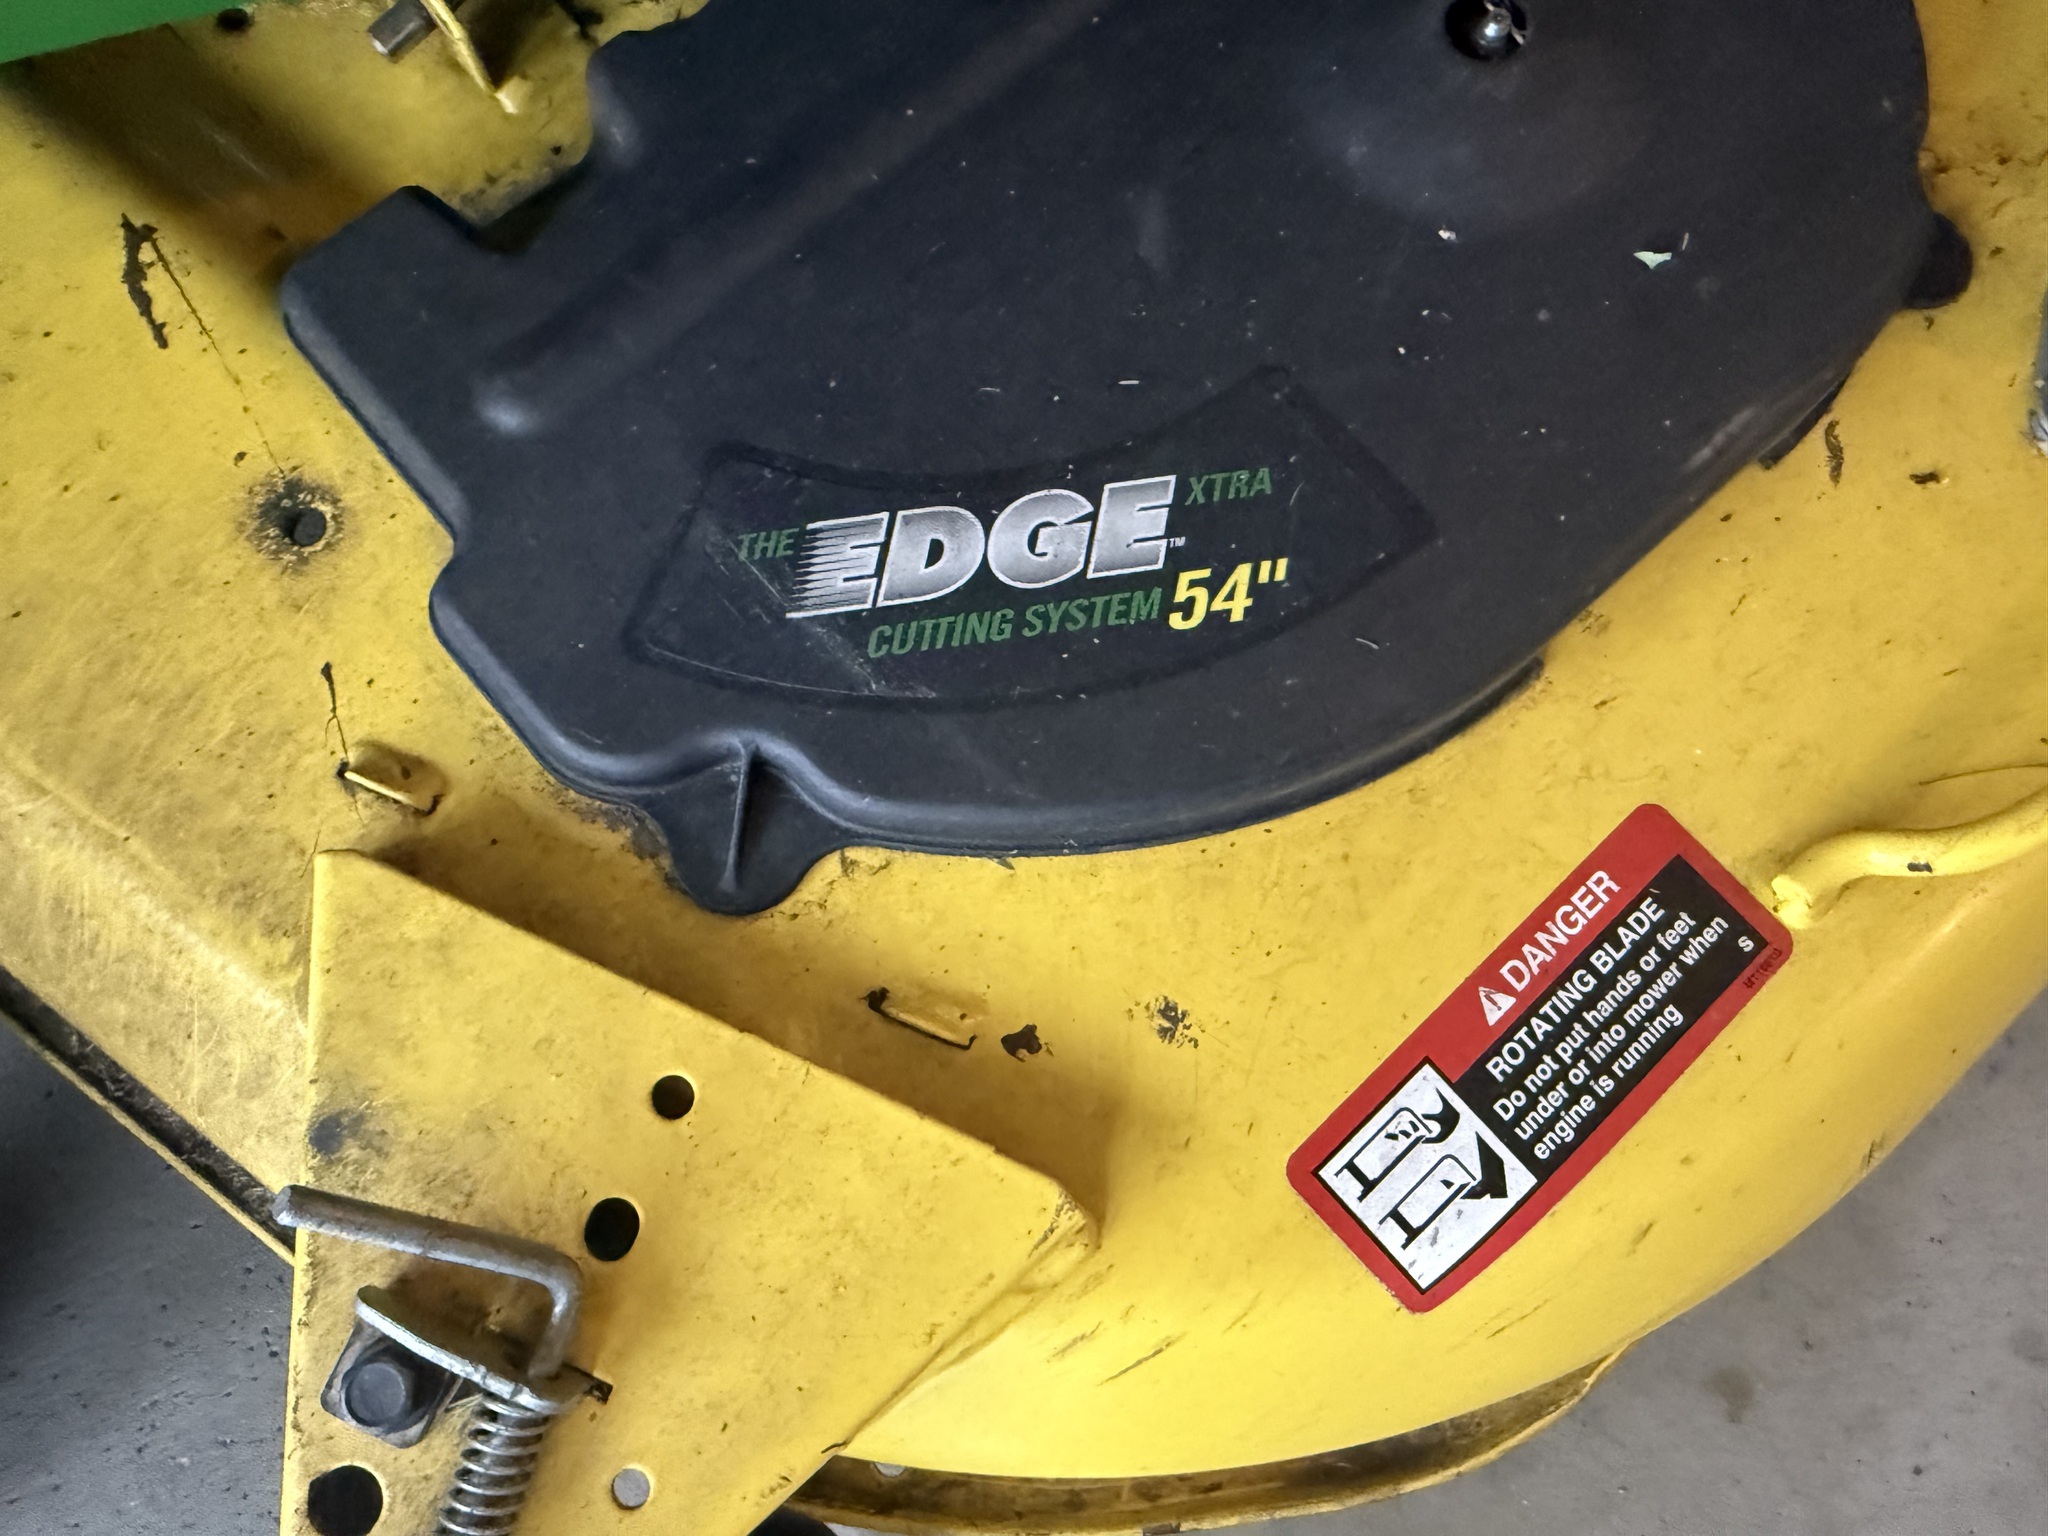 THE EDGE™ XTRA
CUTTING SYSTEM 54"
DANGER
ROTATING BLADE
Do not put hands or feet
under or into mower when
engine is running
S